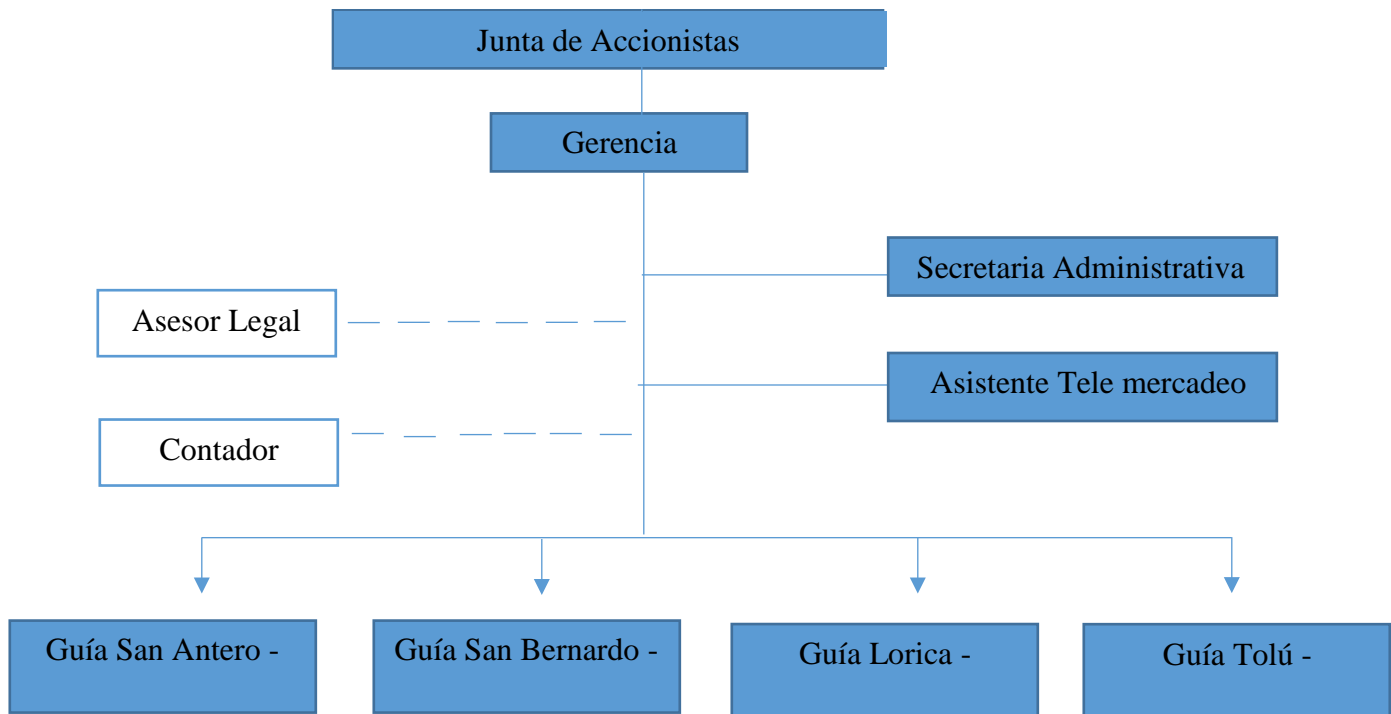 Junta de Accionistas
Gerencia
Secretaria Administrativa
Asesor Legal
Asistente Tele mercadeo
Contador
Guía San Antero -
Guía San Bernardo -
Guía Lorica -
Guía Tolú -